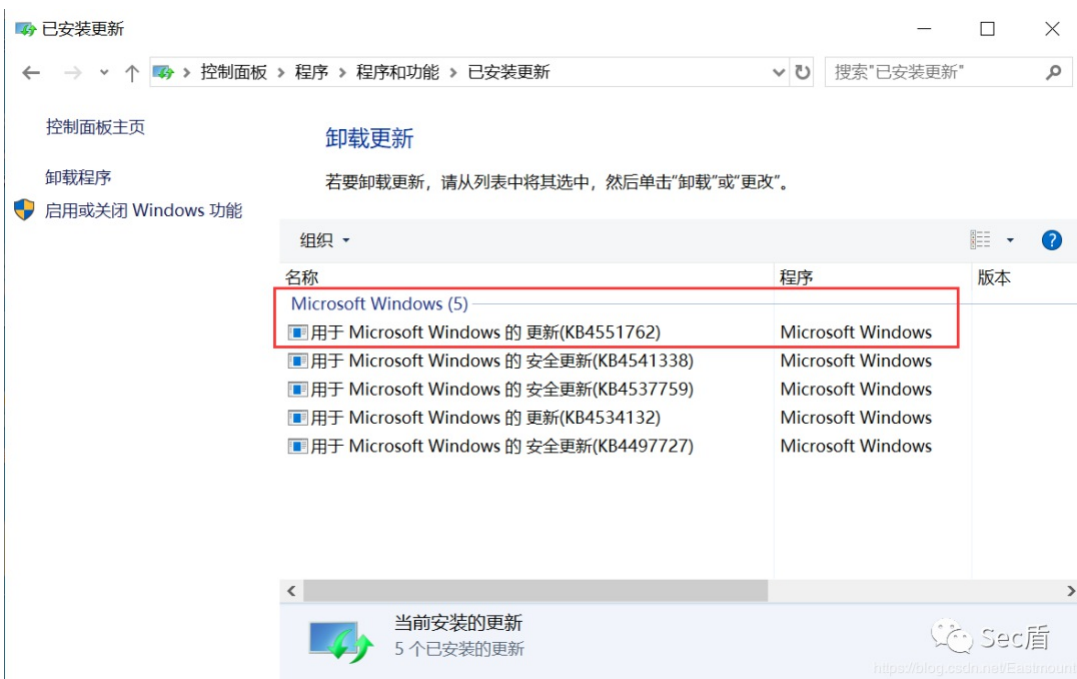 已安装更新
控制面板 > 程序 > 程序和功能 > 已安装更新
搜索"已安装更新"
控制面板主页
卸载程序
启用或关闭 Windows 功能
卸载更新
若要卸载更新，请从列表中将其选中，然后单击"卸载"或"更改"。
组织
名称 程序 版本
Microsoft Windows (5)
用于 Microsoft Windows 的 更新(KB4551762) Microsoft Windows
用于 Microsoft Windows 的 安全更新(KB4541338) Microsoft Windows
用于 Microsoft Windows 的 安全更新(KB4537759) Microsoft Windows
用于 Microsoft Windows 的 更新(KB4534132) Microsoft Windows
用于 Microsoft Windows 的 安全更新(KB4497727) Microsoft Windows
当前安装的更新
5 个已安装的更新
Sec盾
https://blog.csdn.net/Eastmount